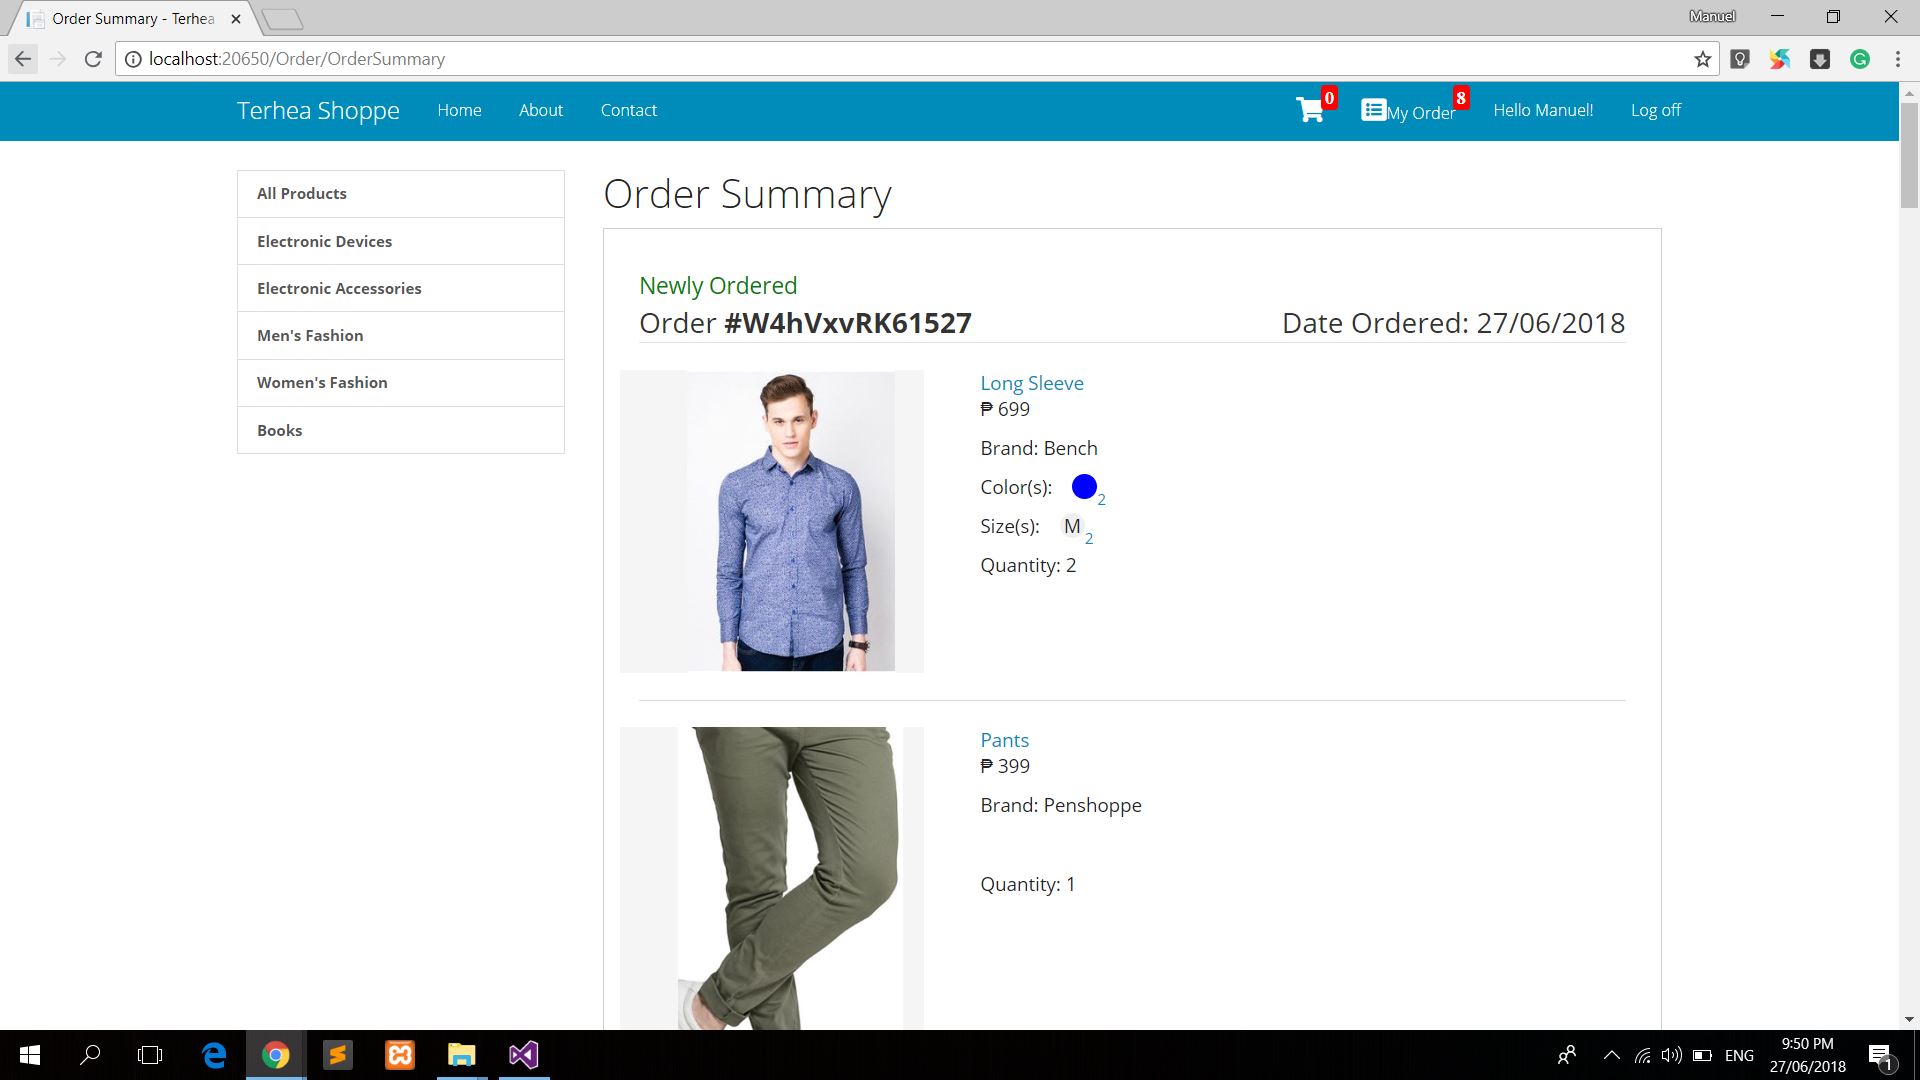 Order Summary - Terhea
Manuel
localhost:20650/Order/OrderSummary
Terhea Shoppe
Home
About
Contact
0
My Order
8
Hello Manuel!
Log off
All Products
Electronic Devices
Electronic Accessories
Men's Fashion
Women's Fashion
Books
Order Summary
Newly Ordered
Order #W4hVxvRK61527
Date Ordered: 27/06/2018
Long Sleeve
₱ 699
Brand: Bench
Color(s): 2
Size(s): M 2
Quantity: 2
Pants
₱ 399
Brand: Penshoppe
Quantity: 1
ENG
9:50 PM
27/06/2018
1